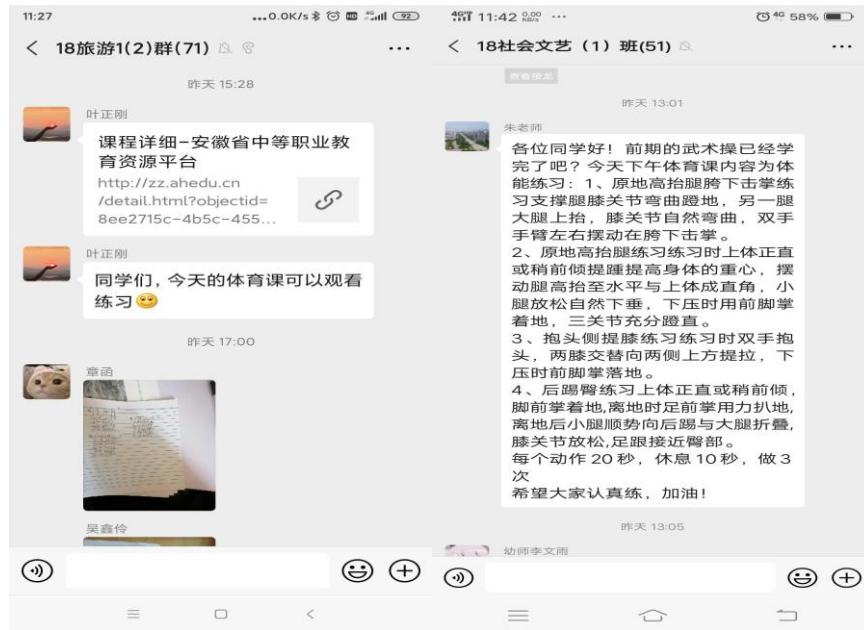 11:27
...0.0K/s HD 5Gull 92
18旅游1(2)群(71)
昨天 15:28
叶正刚
课程详细-安徽省中等职业教
育资源平台
http://zz.ahedu.cn
/detail.html?objectid=
8ee2715c-4b5c-455...
叶正刚
同学们, 今天的体育课可以观看
练习
昨天 17:00
章函
吴鑫伶
11:42 0.00 KB/s ... 4G 58%
18社会文艺（1）班(51)
查看接龙
昨天 13:01
朱老师
各位同学好！前期的武术操已经学
完了吧？今天下午体育课内容为体
能练习：1、原地高抬腿胯下击掌练
习支撑腿膝关节弯曲蹬地，另一腿
大腿上抬，膝关节自然弯曲，双手
手臂左右摆动在胯下击掌。
2、原地高抬腿练习练习时上体正直
或稍前倾提踵提高身体的重心，摆
动腿高抬至水平与上体成直角，小
腿放松自然下垂，下压时用前脚掌
着地，三关节充分蹬直。
3、抱头侧提膝练习练习时双手抱
头，两膝交替向两侧上方提拉，下
压时前脚掌落地。
4、后踢臀练习上体正直或稍前倾，
脚前掌着地,离地时足前掌用力扒地,
离地后小腿顺势向后踢与大腿折叠,
膝关节放松,足跟接近臀部。
每个动作20秒，休息10秒，做3
次
希望大家认真练，加油！
昨天 13:05
幼师李文雨